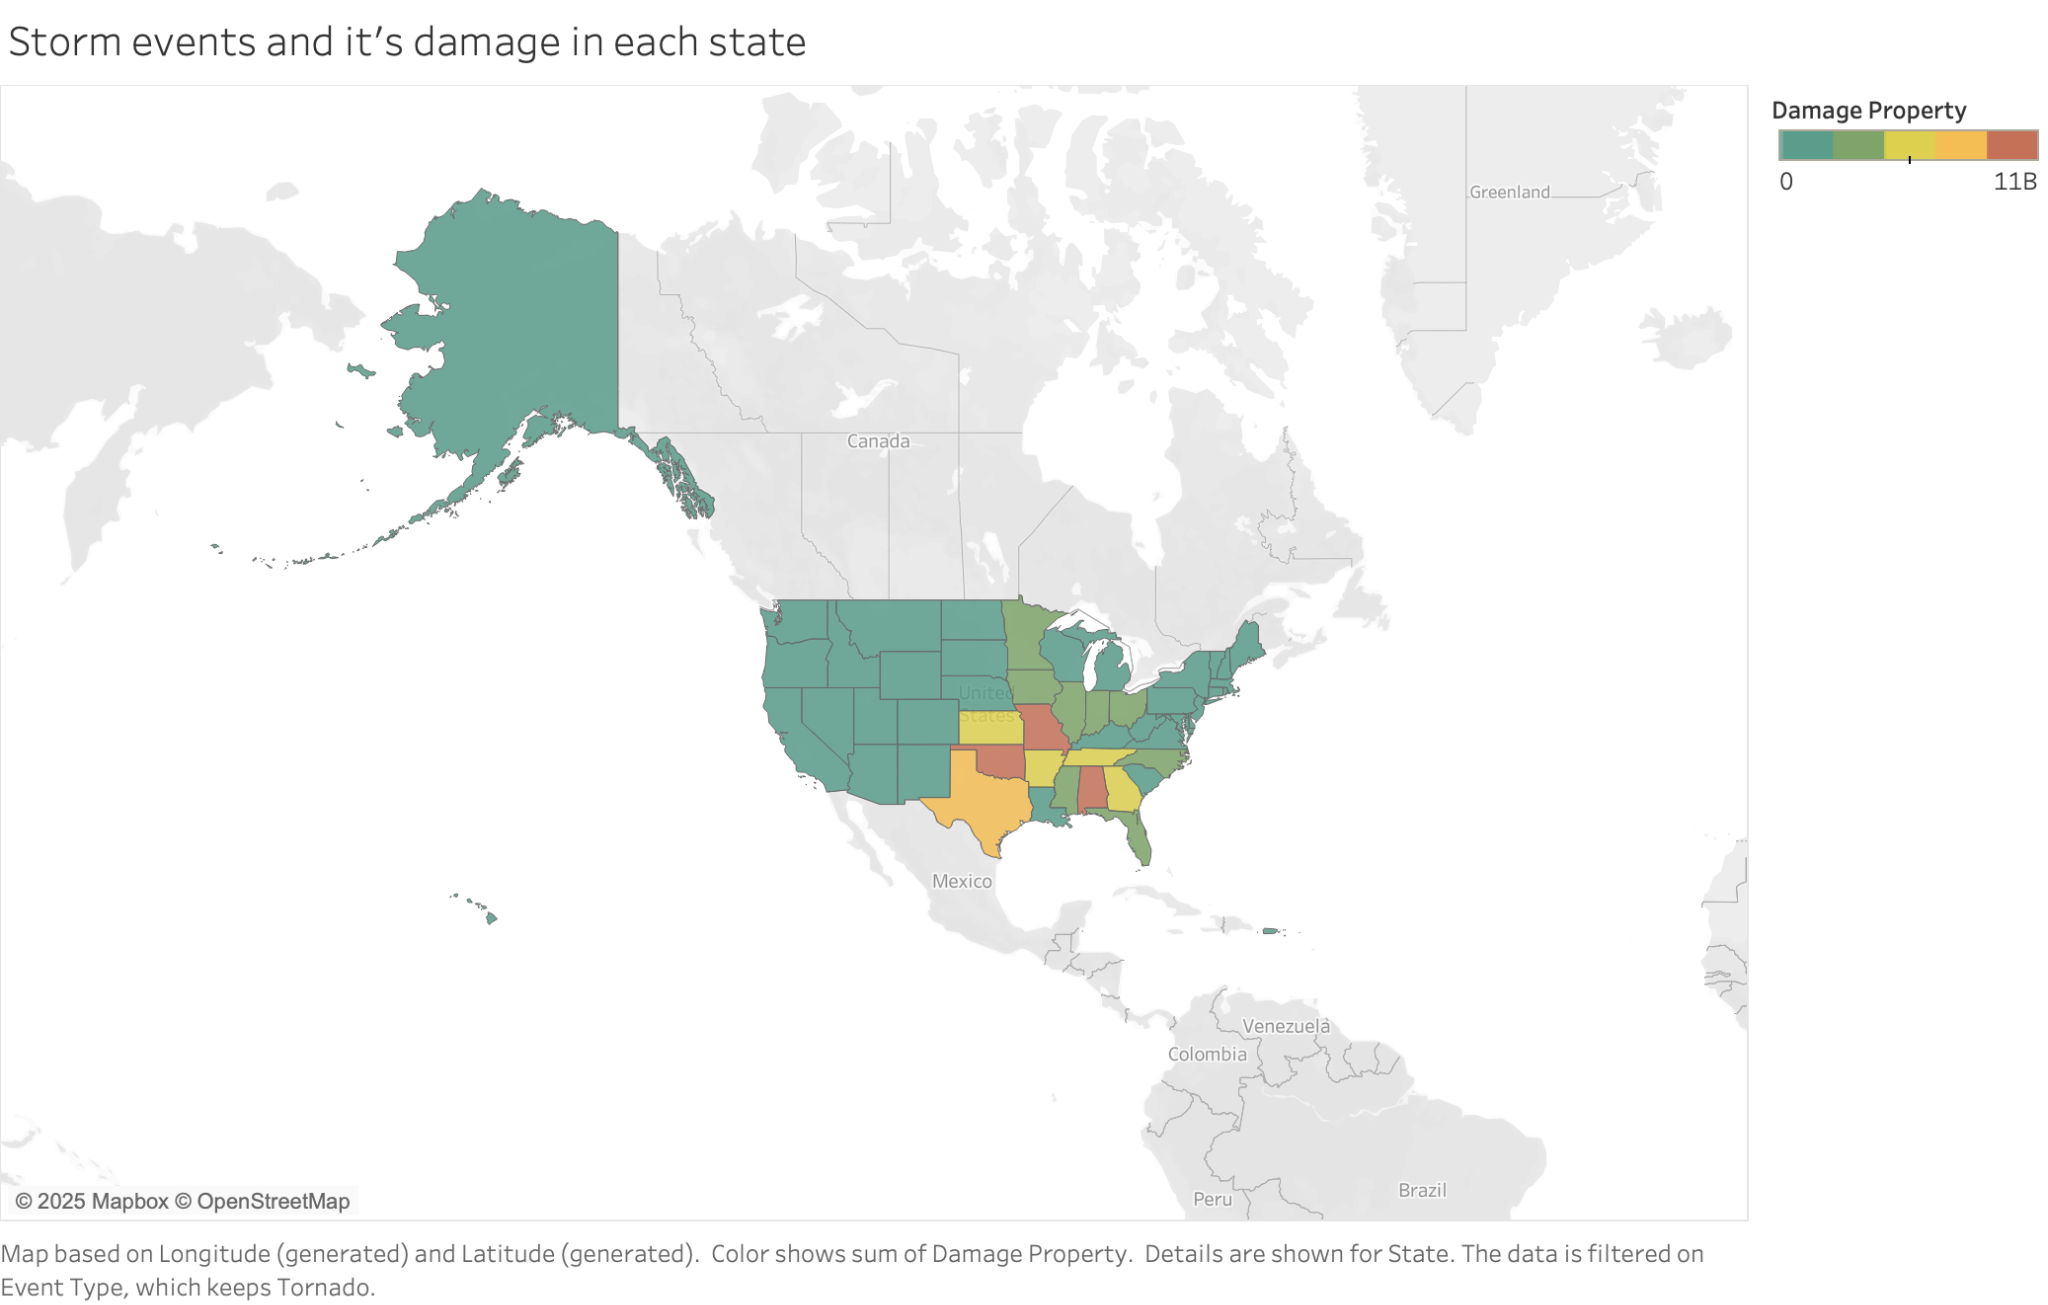 Storm events and it's damage in each state
Damage Property
0 11B
Greenland
Canada
United
States
Mexico
Venezuela
Colombia
Brazil
Peru
© 2025 Mapbox © OpenStreetMap
Map based on Longitude (generated) and Latitude (generated).  Color shows sum of Damage Property.  Details are shown for State. The data is filtered on
Event Type, which keeps Tornado.